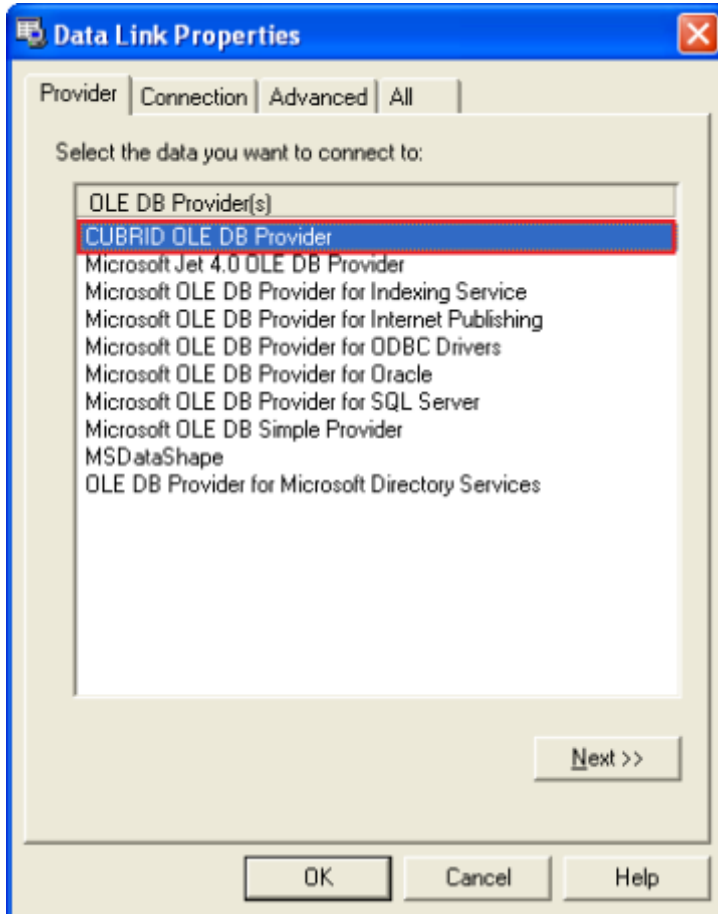 Data Link Properties
Provider Connection Advanced All
Select the data you want to connect to:
OLE DB Provider(s)
CUBRID OLE DB Provider
Microsoft Jet 4.0 OLE DB Provider
Microsoft OLE DB Provider for Indexing Service
Microsoft OLE DB Provider for Internet Publishing
Microsoft OLE DB Provider for ODBC Drivers
Microsoft OLE DB Provider for Oracle
Microsoft OLE DB Provider for SQL Server
Microsoft OLE DB Simple Provider
MSDataShape
OLE DB Provider for Microsoft Directory Services
Next >>
OK Cancel Help